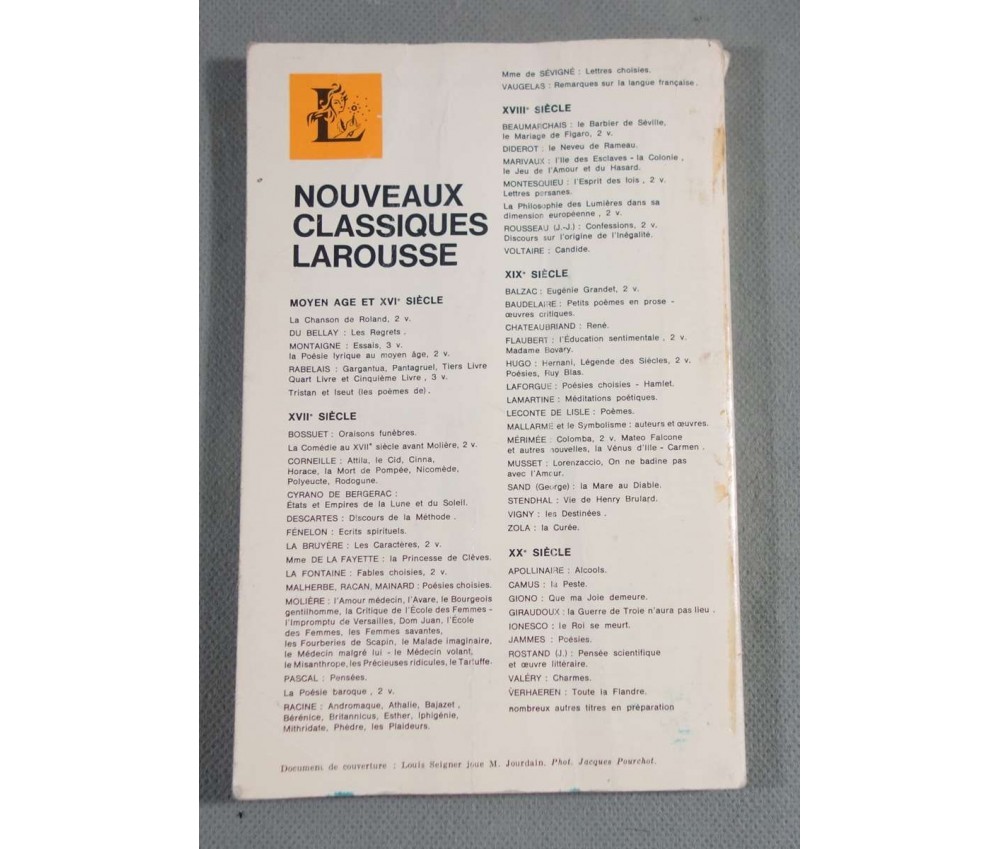 L
NOUVEAUX
CLASSIQUES
LAROUSSE
MOYEN AGE ET XVIe SIÈCLE
La Chanson de Roland, 2 v.
DU BELLAY : Les Regrets .
MONTAIGNE : Essais, 3 v.
la Poésie lyrique au moyen âge, 2 v.
RABELAIS : Gargantua, Pantagruel, Tiers Livre
Quart Livre et Cinquième Livre , 3 v.
Tristan et Iseut (les poèmes de) .
XVIIe SIÈCLE
BOSSUET : Oraisons funèbres.
La Comédie au XVIIe siècle avant Molière, 2 v.
CORNEILLE : Attila, le Cid, Cinna,
Horace, la Mort de Pompée, Nicomède,
Polyeucte, Rodogune.
CYRANO DE BERGERAC :
États et Empires de la Lune et du Soleil.
DESCARTES : Discours de la Méthode .
FÉNELON : Ecrits spirituels.
LA BRUYÈRE : Les Caractères, 2 v.
Mme DE LA FAYETTE : la Princesse de Clèves.
LA FONTAINE : Fables choisies, 2 v.
MALHERBE, RACAN, MAINARD : Poésies choisies.
MOLIÈRE : l'Amour médecin, l'Avare, le Bourgeois
gentilhomme, la Critique de l'École des Femmes -
l'Impromptu de Versailles, Dom Juan, l'École
des Femmes, les Femmes savantes,
les Fourberies de Scapin, le Malade imaginaire,
le Médecin malgré lui - le Médecin volant,
le Misanthrope, les Précieuses ridicules, le Tartuffe.
PASCAL : Pensées.
La Poésie baroque , 2 v.
RACINE : Andromaque, Athalie, Bajazet ,
Bérénice, Britannicus, Esther, Iphigénie,
Mithridate, Phèdre, les Plaideurs.
Mme de SÉVIGNÉ : Lettres choisies.
VAUGELAS : Remarques sur la langue française .
XVIIIe SIÈCLE
BEAUMARCHAIS : le Barbier de Séville,
le Mariage de Figaro, 2 v.
DIDEROT : le Neveu de Rameau.
MARIVAUX : l'Ile des Esclaves - la Colonie ,
le Jeu de l'Amour et du Hasard.
MONTESQUIEU : l'Esprit des lois , 2 v.
Lettres persanes.
La Philosophie des Lumières dans sa
dimension européenne , 2 v.
ROUSSEAU (J.-J.) : Confessions, 2 v.
Discours sur l'origine de l'Inégalité.
VOLTAIRE : Candide.
XIXe SIÈCLE
BALZAC : Eugénie Grandet, 2 v.
BAUDELAIRE : Petits poèmes en prose -
œuvres critiques.
CHATEAUBRIAND : René.
FLAUBERT : l'Éducation sentimentale , 2 v.
Madame Bovary.
HUGO : Hernani, Légende des Siècles, 2 v.
Poésies, Ruy Blas.
LAFORGUE : Poésies choisies - Hamlet.
LAMARTINE : Méditations poétiques.
LECONTE DE LISLE : Poèmes.
MALLARMÉ et le Symbolisme : auteurs et œuvres.
MÉRIMÉE : Colomba, 2 v. Mateo Falcone
et autres nouvelles, la Vénus d'Ille - Carmen .
MUSSET : Lorenzaccio, On ne badine pas
avec l'Amour.
SAND (George) : la Mare au Diable.
STENDHAL : Vie de Henry Brulard.
VIGNY : les Destinées .
ZOLA : la Curée.
XXe SIÈCLE
APOLLINAIRE : Alcools.
CAMUS : la Peste.
GIONO : Que ma Joie demeure.
GIRAUDOUX : la Guerre de Troie n'aura pas lieu .
IONESCO : le Roi se meurt.
JAMMES : Poésies.
ROSTAND (J.) : Pensée scientifique
et œuvre littéraire.
VALÉRY : Charmes.
VERHAEREN : Toute la Flandre.
nombreux autres titres en préparation
Document de couverture : Louis Seigner joue M. Jourdain. Phot. Jacques Pourchot.